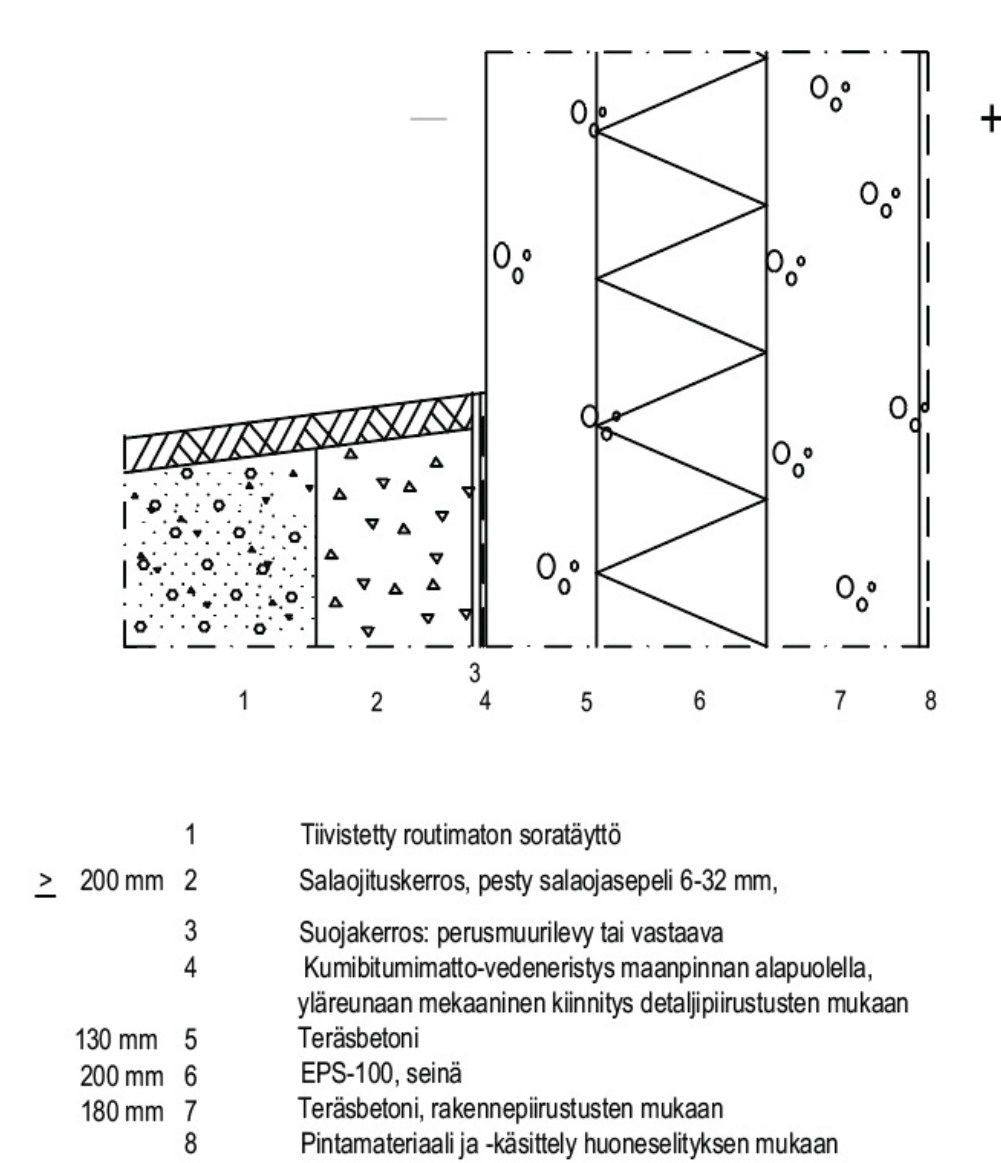 — +
3
1 2 4 5 6 7 8
1 Tiivistetty routimaton soratäyttö
≥ 200 mm 2 Salaojituskerros, pesty salaojasepeli 6-32 mm,
3 Suojakerros: perusmuurilevy tai vastaava
4 Kumibitumimatto-vedeneristys maanpinnan alapuolella,
yläreunaan mekaaninen kiinnitys detaljipiirustusten mukaan
130 mm 5 Teräsbetoni
200 mm 6 EPS-100, seinä
180 mm 7 Teräsbetoni, rakennepiirustusten mukaan
8 Pintamateriaali ja -käsittely huoneselityksen mukaan